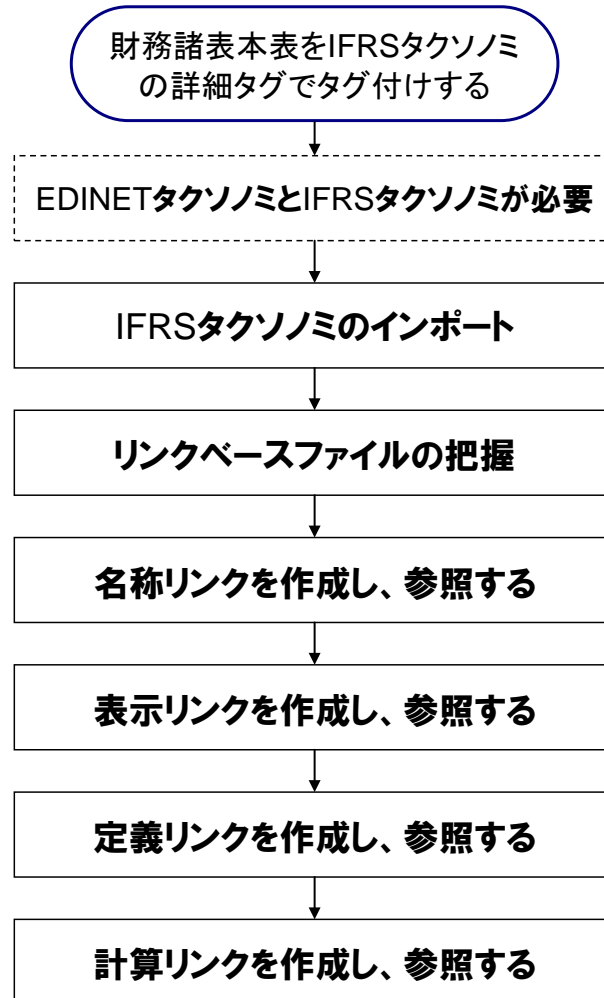 財務諸表本表をIFRSタクソノミ
の詳細タグでタグ付けする
EDINETタクソノミとIFRSタクソノミが必要
IFRSタクソノミのインポート
リンクベースファイルの把握
名称リンクを作成し、参照する
表示リンクを作成し、参照する
定義リンクを作成し、参照する
計算リンクを作成し、参照する